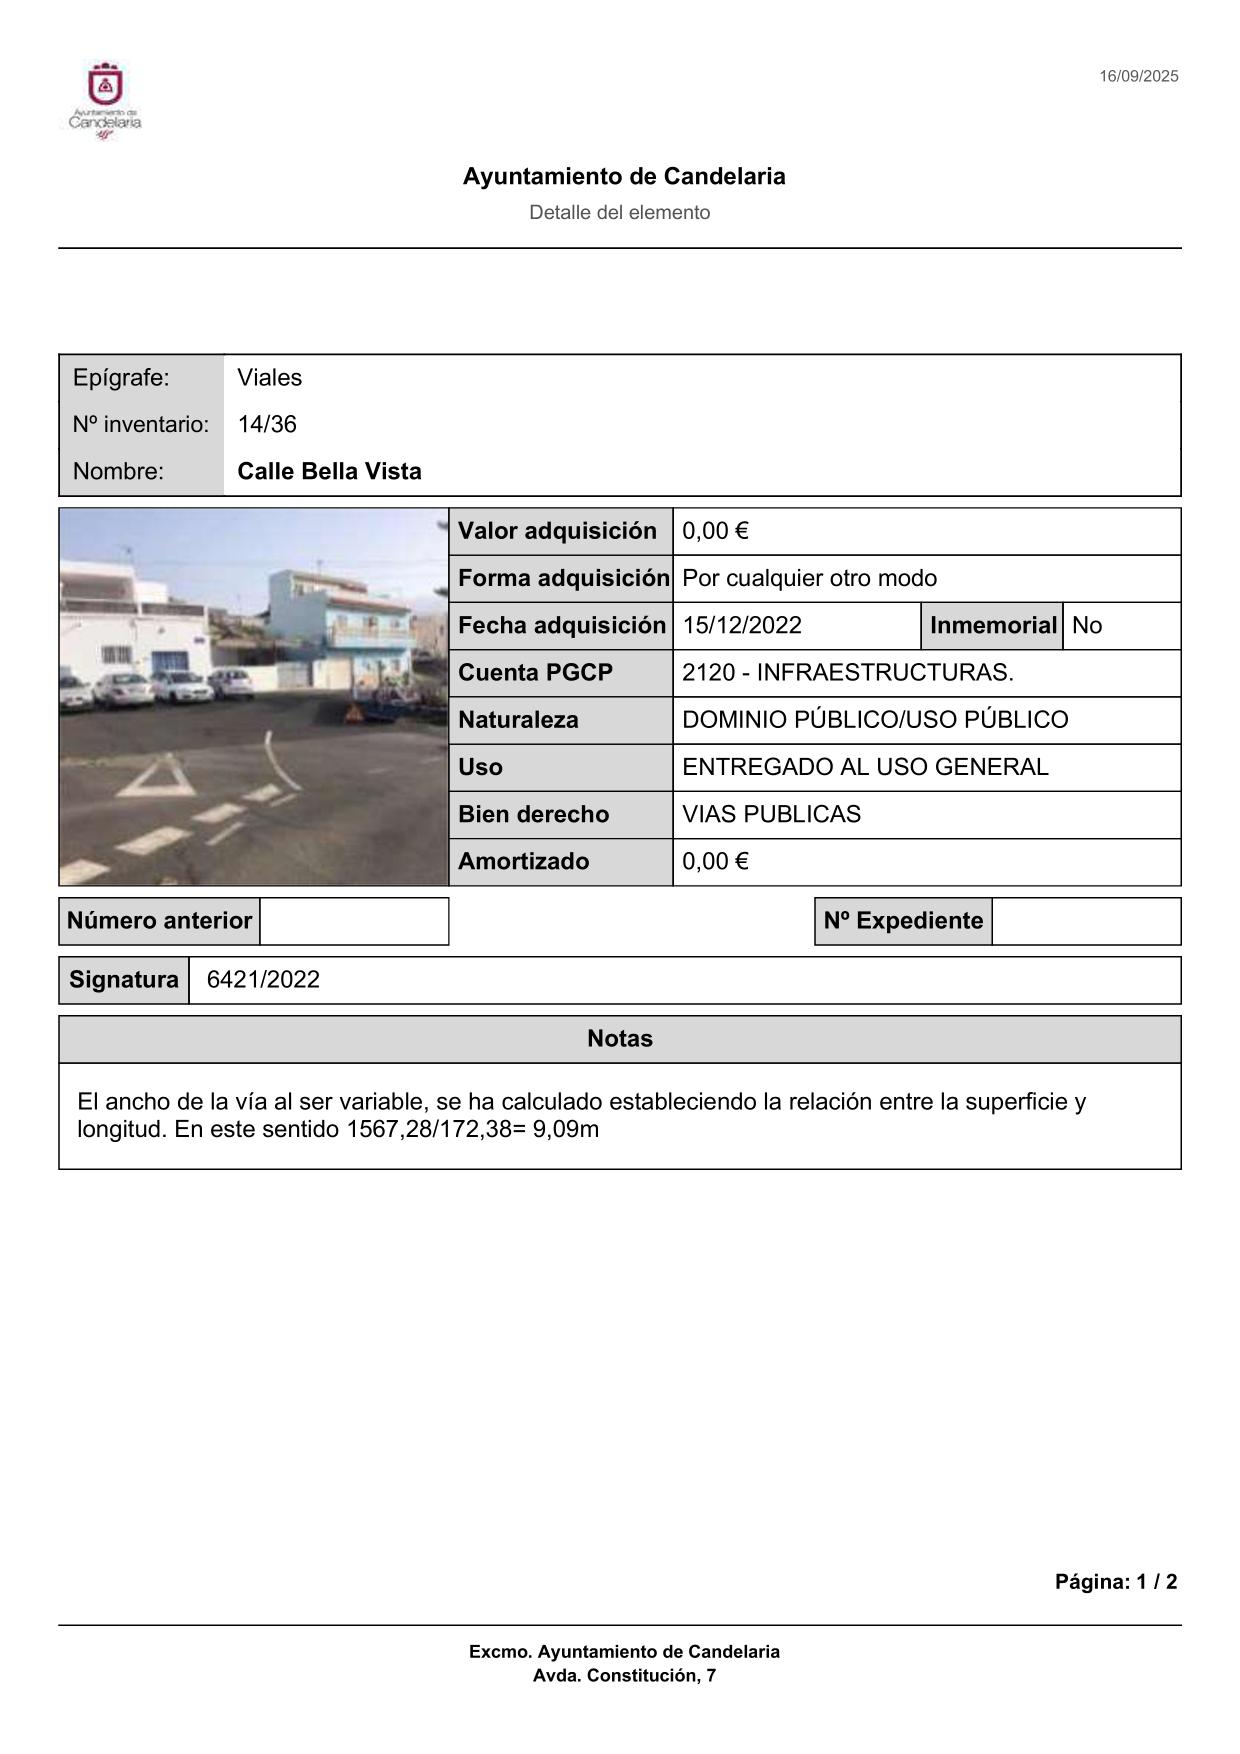 Ayuntamiento de
Candelaria
16/09/2025
Ayuntamiento de Candelaria
Detalle del elemento
Epígrafe: Viales
Nº inventario: 14/36
Nombre: Calle Bella Vista
Valor adquisición 0,00 €
Forma adquisición Por cualquier otro modo
Fecha adquisición 15/12/2022 Inmemorial No
Cuenta PGCP 2120 - INFRAESTRUCTURAS.
Naturaleza DOMINIO PÚBLICO/USO PÚBLICO
Uso ENTREGADO AL USO GENERAL
Bien derecho VIAS PUBLICAS
Amortizado 0,00 €
Número anterior Nº Expediente
Signatura 6421/2022
Notas
El ancho de la vía al ser variable, se ha calculado estableciendo la relación entre la superficie y
longitud. En este sentido 1567,28/172,38= 9,09m
Página: 1 / 2
Excmo. Ayuntamiento de Candelaria
Avda. Constitución, 7